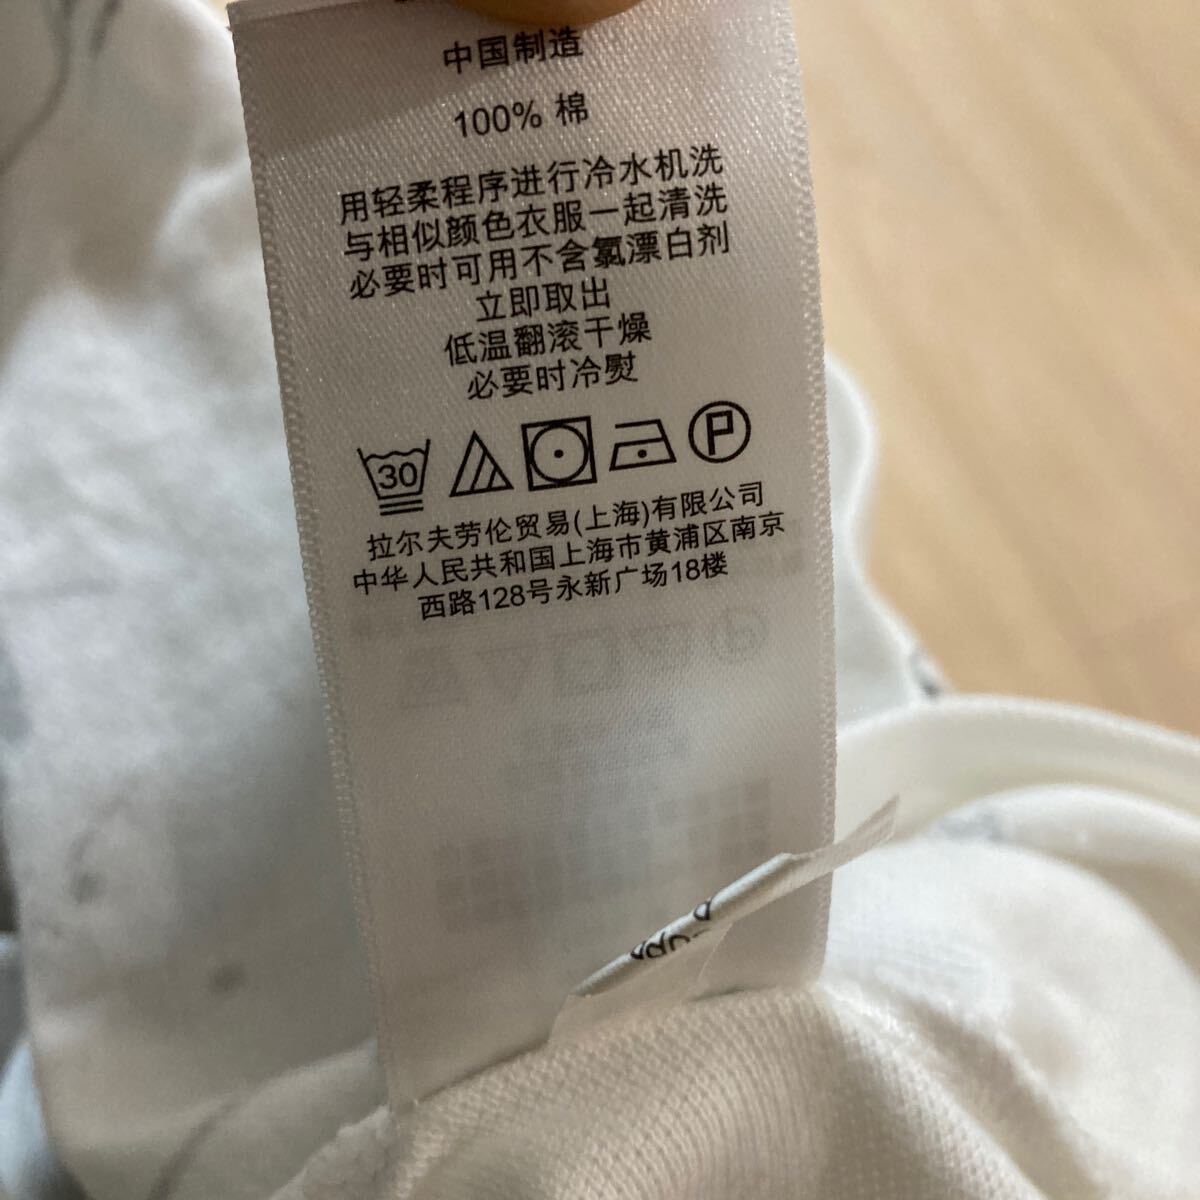 中国制造
100% 棉
用轻柔程序进行冷水机洗
与相似颜色衣服一起清洗
必要时可用不含氯漂白剂
立即取出
低温翻滚干燥
必要时冷熨
30 P
拉尔夫劳伦贸易(上海)有限公司
中华人民共和国上海市黄浦区南京
西路128号永新广场18楼